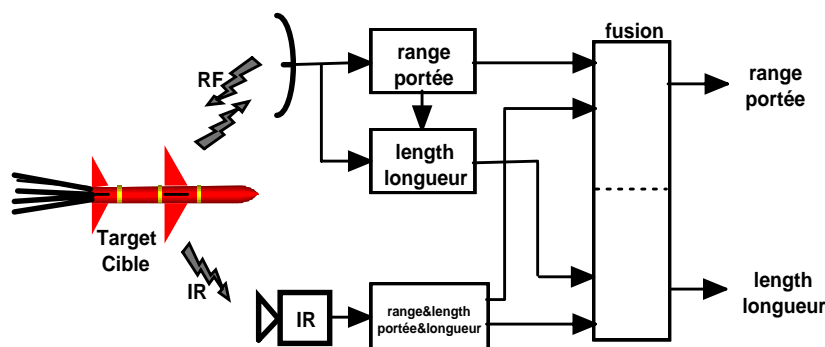 fusion
RF
range
portée
range
portée
length
longueur
Target
Cible
IR
IR
range&length
portée&longueur
length
longueur